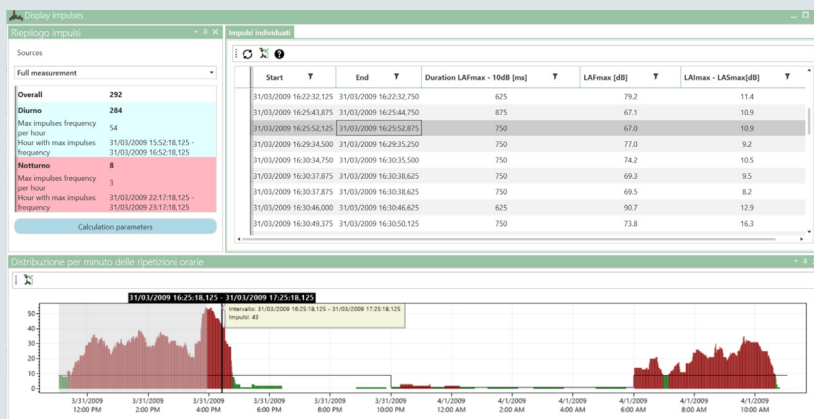 Display impulses
Riepilogo impulsi
Sources
Full measurement
Overall 292
Diurno 284
Max impulses frequency per hour 54
Hour with max impulses frequency 31/03/2009 15:52:18,125 - 31/03/2009 16:52:18,125
Notturno 8
Max impulses frequency per hour 3
Hour with max impulses frequency 31/03/2009 22:17:18,125 - 31/03/2009 23:17:18,125
Calculation parameters
Impulsi individuati
Start End Duration LAFmax - 10dB [ms] LAFmax [dB] LAImax - LASmax[dB]
31/03/2009 16:22:32,125 31/03/2009 16:22:32,750 625 79.2 11.4
31/03/2009 16:25:43,875 31/03/2009 16:25:44,750 875 67.1 10.9
31/03/2009 16:25:52,125 31/03/2009 16:25:52,875 750 67.0 10.9
31/03/2009 16:29:34,500 31/03/2009 16:29:35,250 750 77.0 9.2
31/03/2009 16:30:34,750 31/03/2009 16:30:35,500 750 74.2 10.5
31/03/2009 16:30:37,875 31/03/2009 16:30:38,625 750 69.3 9.5
31/03/2009 16:30:37,875 31/03/2009 16:30:38,625 750 69.5 8.2
31/03/2009 16:30:46,000 31/03/2009 16:30:46,625 625 90.7 12.9
31/03/2009 16:30:49,375 31/03/2009 16:30:50,125 750 73.8 16.3
Distribuzione per minuto delle ripetizioni orarie
31/03/2009 16:25:18,125 - 31/03/2009 17:25:18,125
Intervallo: 31/03/2009 16:25:18,125 - 31/03/2009 17:25:18,125
Impulsi: 43
50
40
30
20
10
0
3/31/2009 3/31/2009 3/31/2009 3/31/2009 3/31/2009 3/31/2009 4/1/2009 4/1/2009 4/1/2009 4/1/2009 4/1/2009 4/1/2009
12:00 PM 2:00 PM 4:00 PM 6:00 PM 8:00 PM 10:00 PM 12:00 AM 2:00 AM 4:00 AM 6:00 AM 8:00 AM 10:00 AM